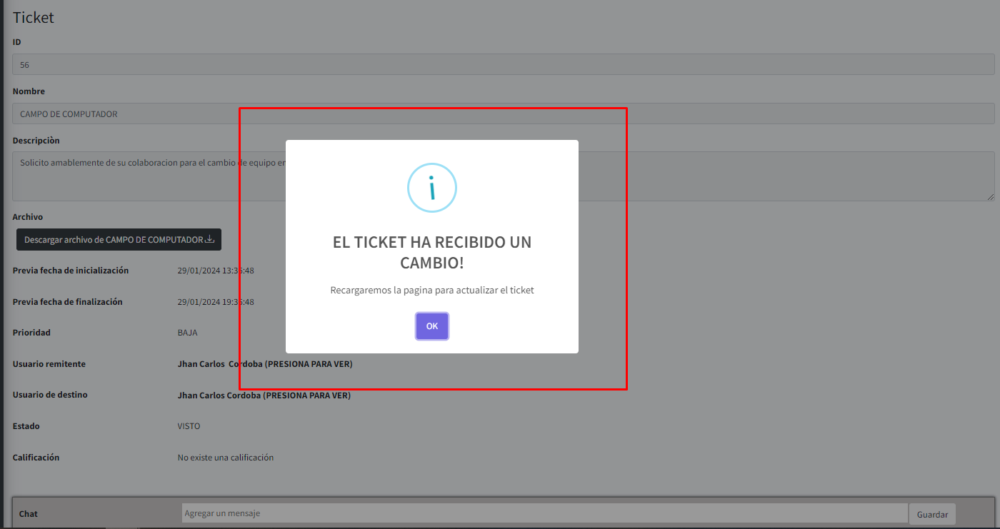 Ticket
ID
56
Nombre
CAMPO DE COMPUTADOR
Descripciòn
Solicito amablemente de su colaboracion para el cambio de equipo en
Archivo
Descargar archivo de CAMPO DE COMPUTADOR
Previa fecha de inicialización 29/01/2024 13:35:48
Previa fecha de finalización 29/01/2024 19:35:48
Prioridad BAJA
Usuario remitente Jhan Carlos Cordoba (PRESIONA PARA VER)
Usuario de destino Jhan Carlos Cordoba (PRESIONA PARA VER)
Estado VISTO
Calificación No existe una calificación
Chat Agregar un mensaje Guardar
EL TICKET HA RECIBIDO UN
CAMBIO!
Recargaremos la pagina para actualizar el ticket
OK